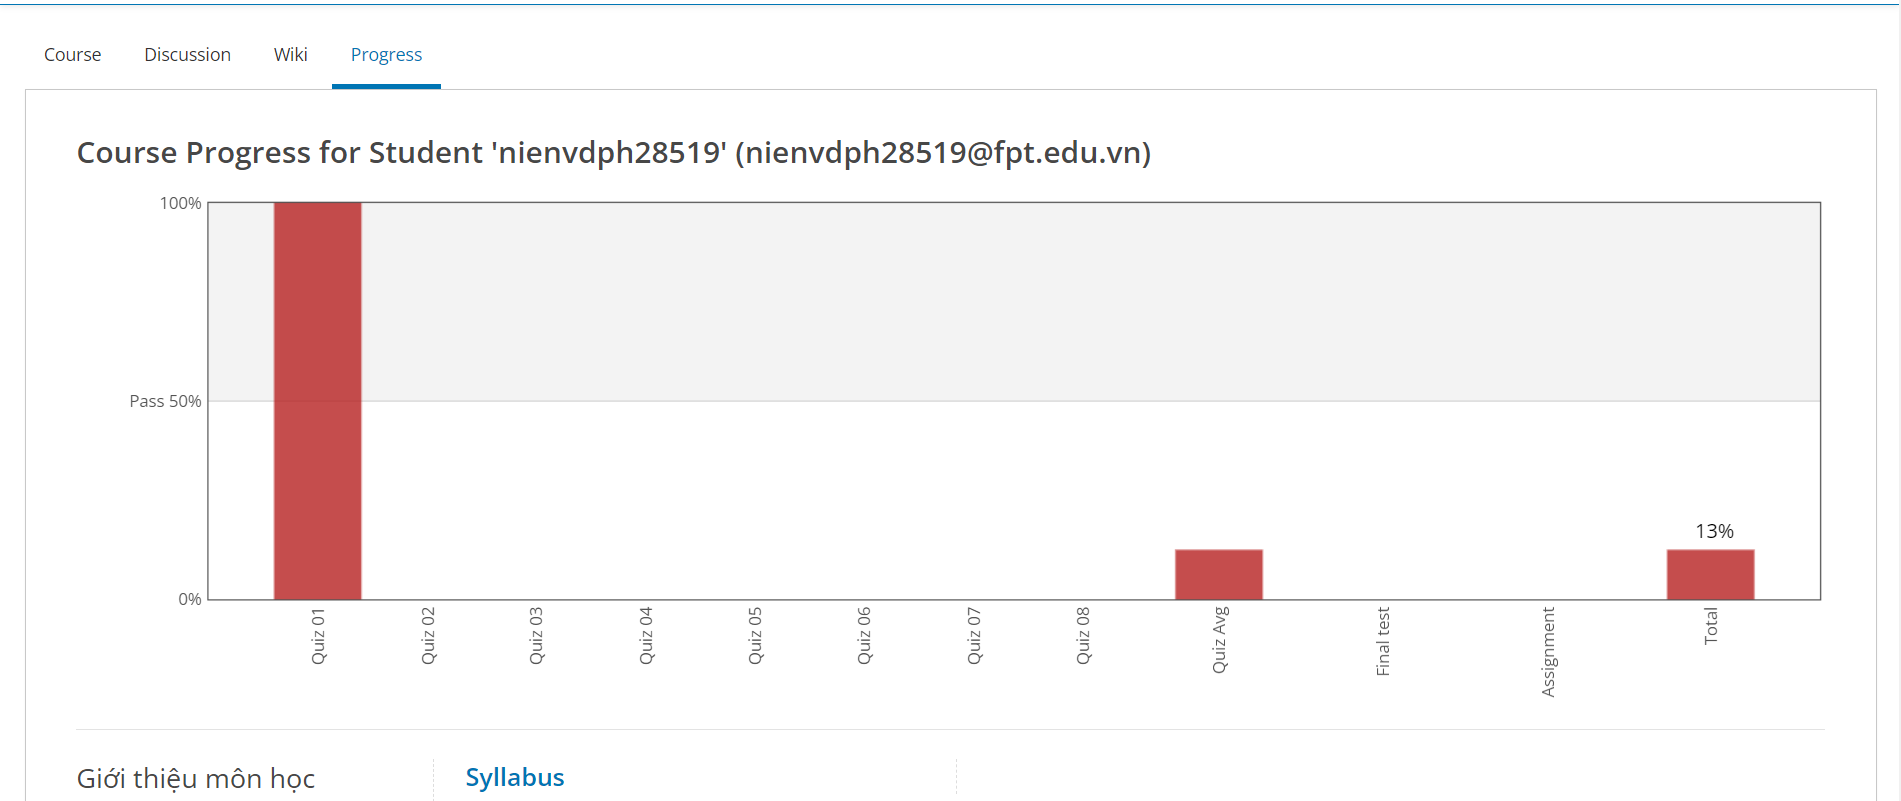 Course Discussion Wiki Progress
Course Progress for Student 'nienvdph28519' (nienvdph28519@fpt.edu.vn)
100%
Pass 50%
13%
0%
Quiz 01 Quiz 02 Quiz 03 Quiz 04 Quiz 05 Quiz 06 Quiz 07 Quiz 08 Quiz Avg Final test Assignment Total
Giới thiệu môn học Syllabus